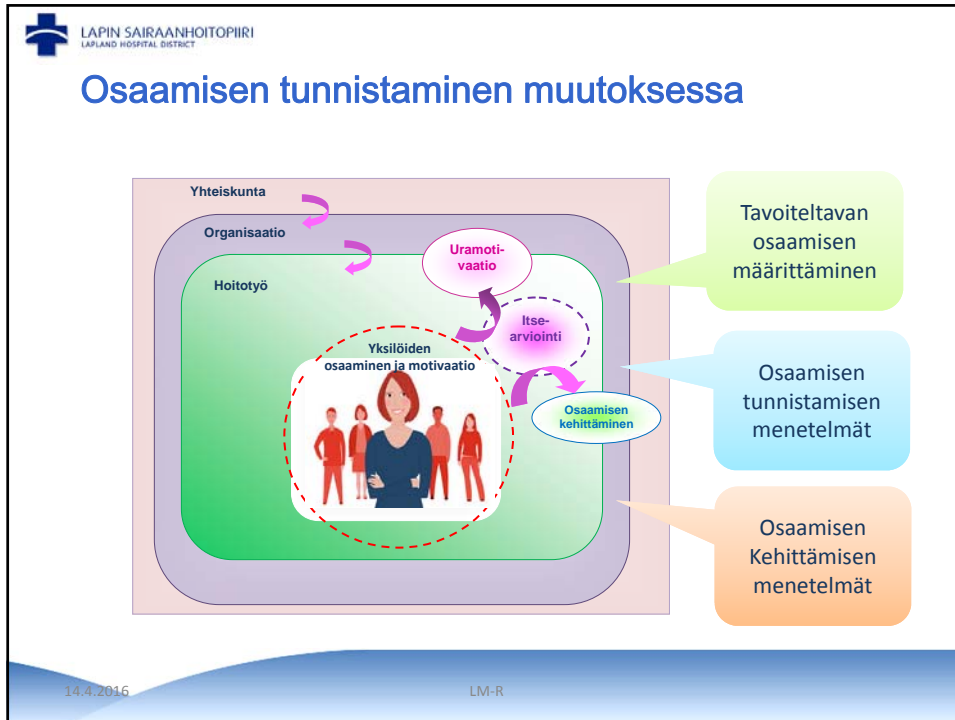 LAPIN SAIRAANHOITOPIIRI
LAPLAND HOSPITAL DISTRICT
Osaamisen tunnistaminen muutoksessa
Yhteiskunta
Organisaatio
Hoitotyö
Uramoti-
vaatio
Itse-
arviointi
Yksilöiden
osaaminen ja motivaatio
Osaamisen
kehittäminen
Tavoiteltavan
osaamisen
määrittäminen
Osaamisen
tunnistamisen
menetelmät
Osaamisen
Kehittämisen
menetelmät
14.4.2016
LM-R